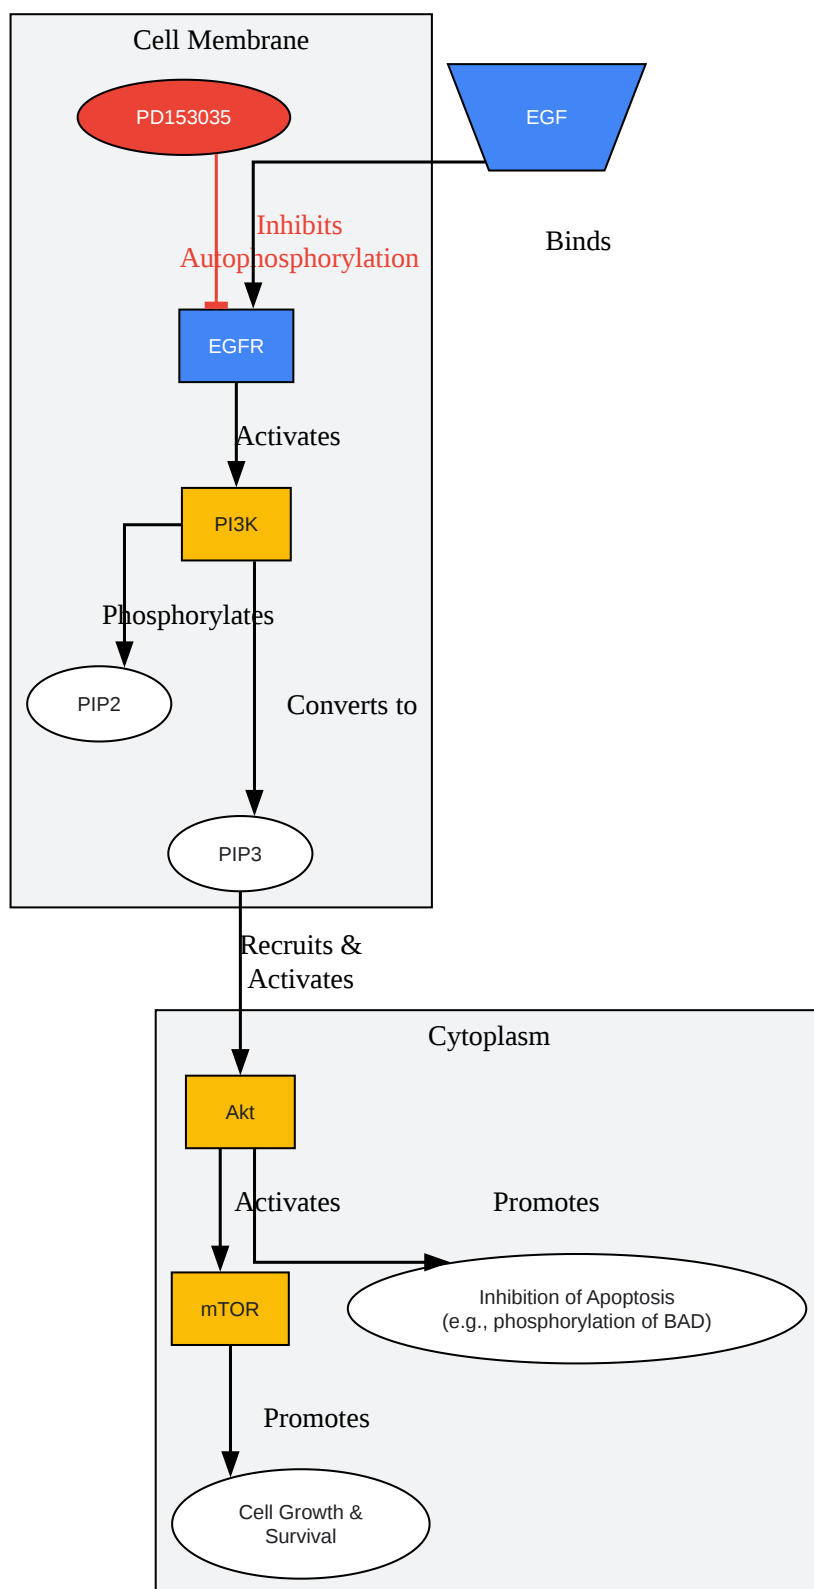 Cell Membrane
PD153035
EGF
Inhibits
Autophosphorylation
Binds
EGFR
Activates
PI3K
Phosphorylates
PIP2
Converts to
PIP3
Recruits &
Activates
Cytoplasm
Akt
Activates
Promotes
mTOR
Inhibition of Apoptosis
(e.g., phosphorylation of BAD)
Promotes
Cell Growth &
Survival